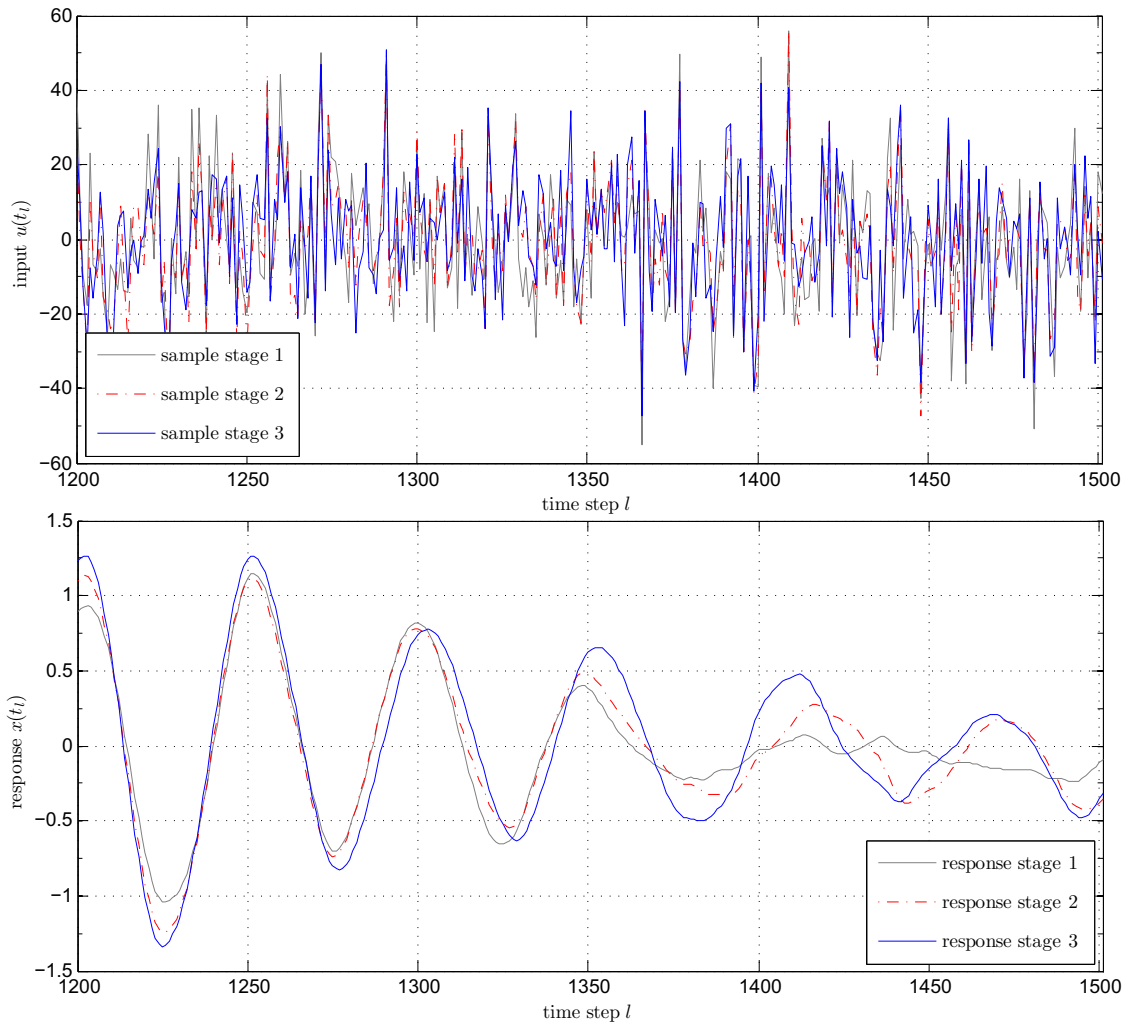 60
40
20
0
−20
−40
−60
input u(t_l)
sample stage 1
sample stage 2
sample stage 3
1200 1250 1300 1350 1400 1450 1500
time step l
1.5
1
0.5
0
−0.5
−1
−1.5
response x(t_l)
response stage 1
response stage 2
response stage 3
1200 1250 1300 1350 1400 1450 1500
time step l